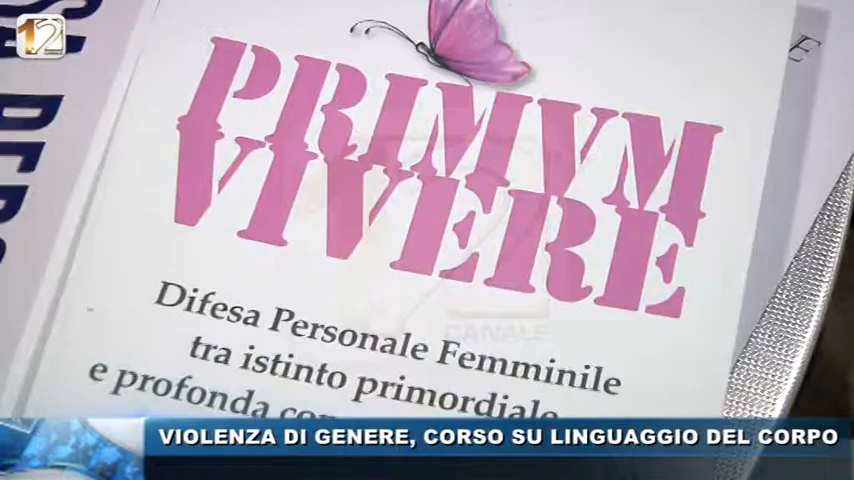 12
PRIMVM
VIVERE
Difesa Personale Femminile
tra istinto primordiale
e profonda
CANALE
VIOLENZA DI GENERE, CORSO SU LINGUAGGIO DEL CORPO